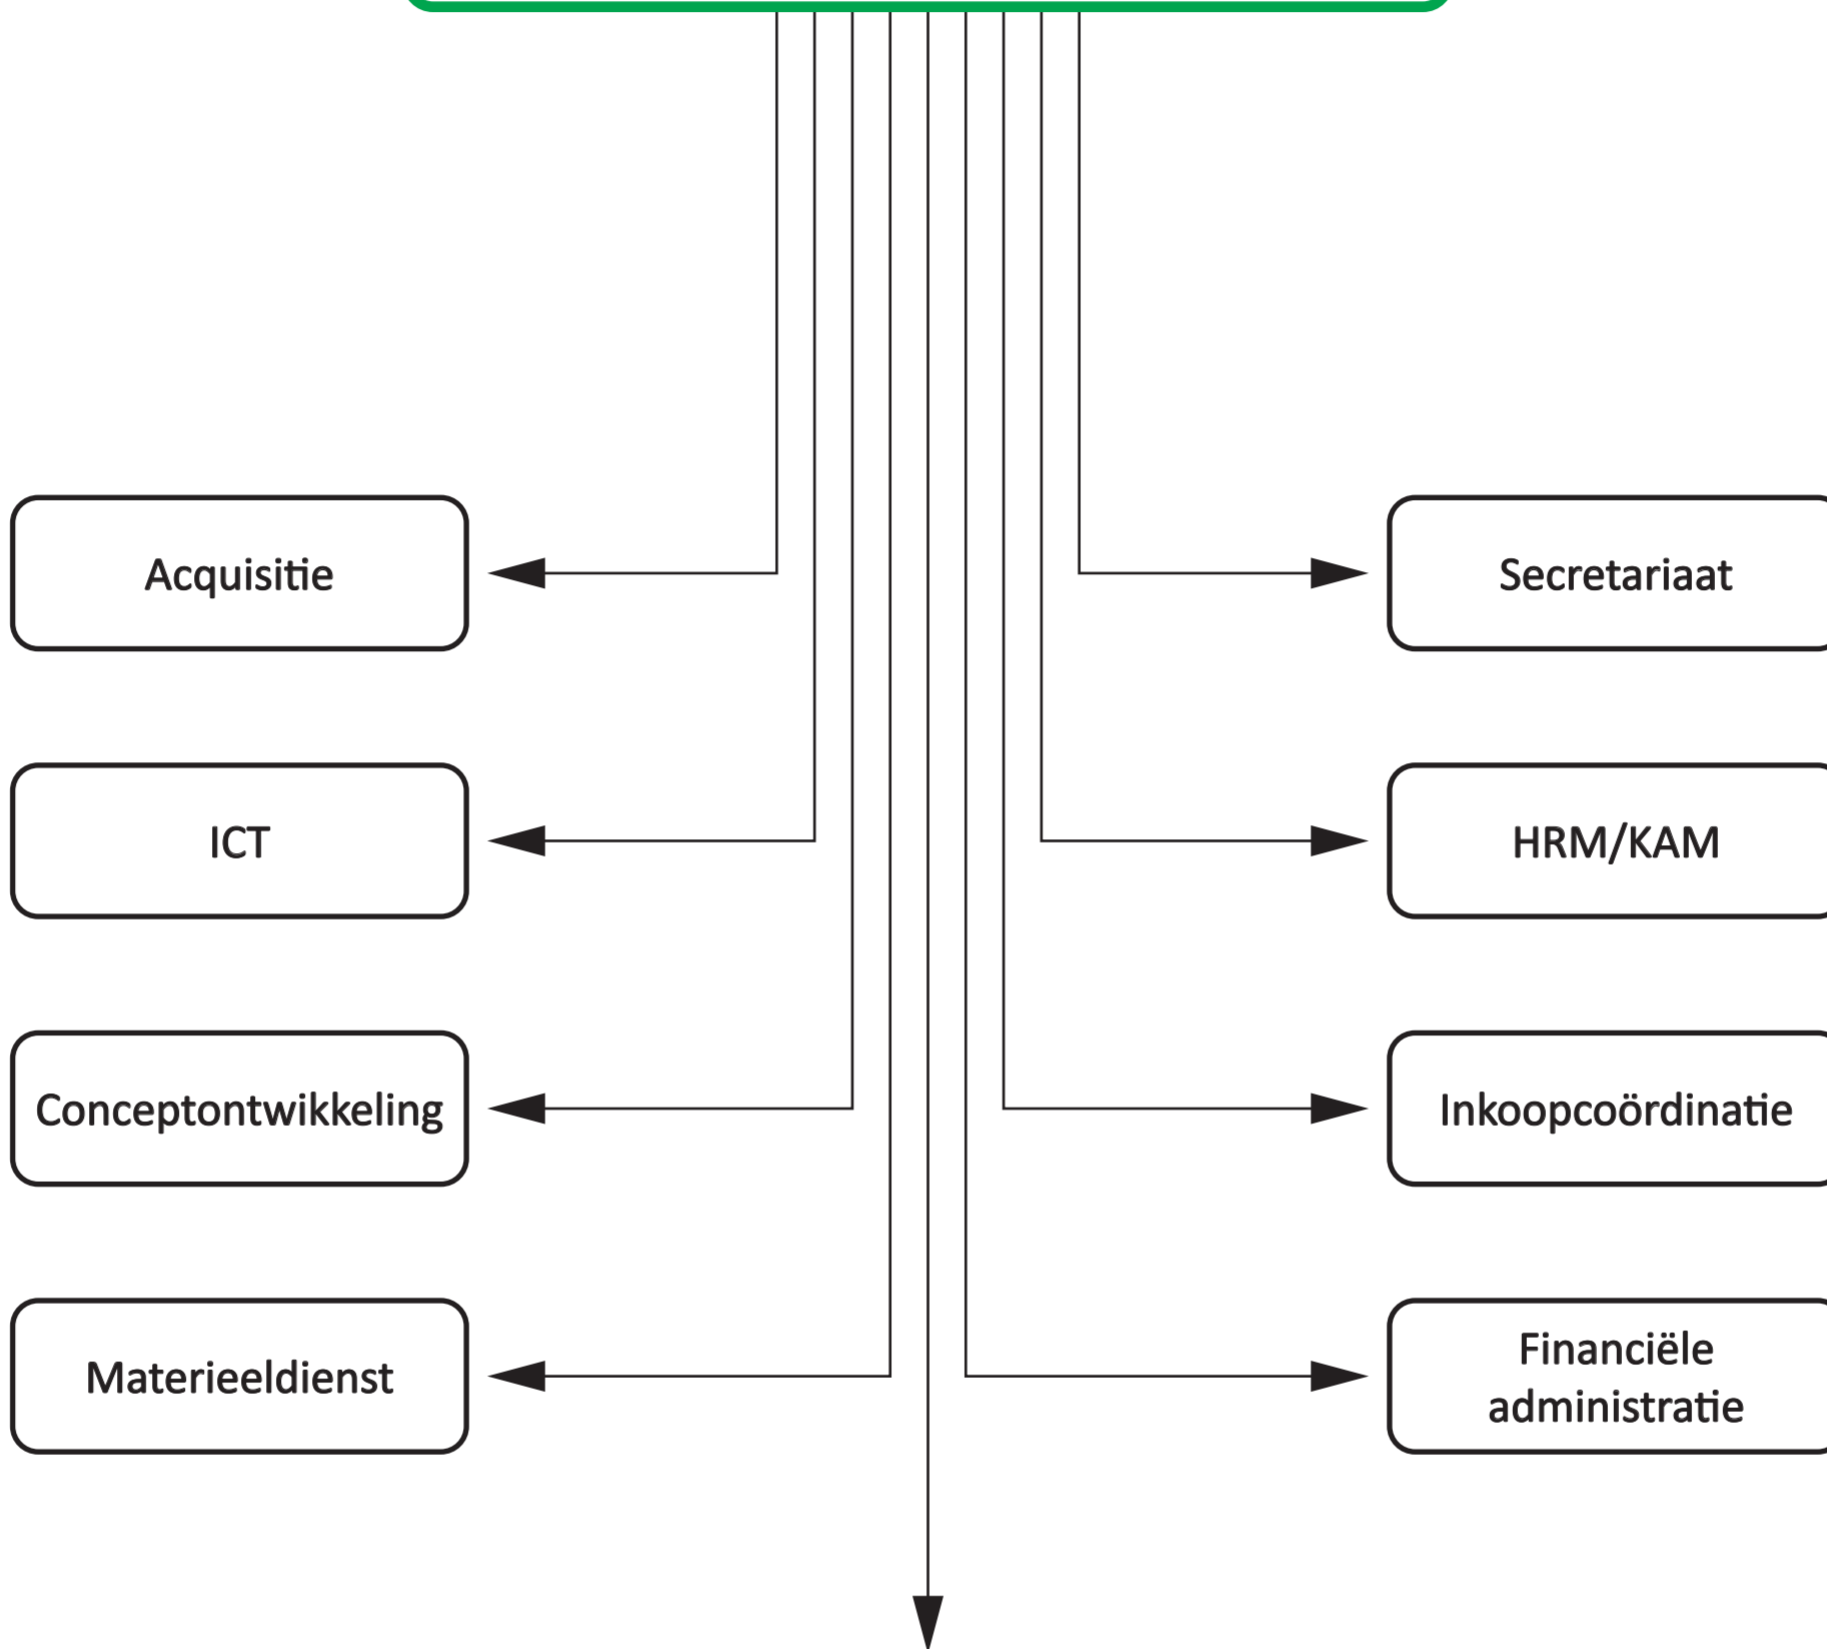 Acquisitie
Secretariaat
ICT
HRM/KAM
Conceptontwikkeling
Inkoopcoördinatie
Materieeldienst
Financiële
administratie